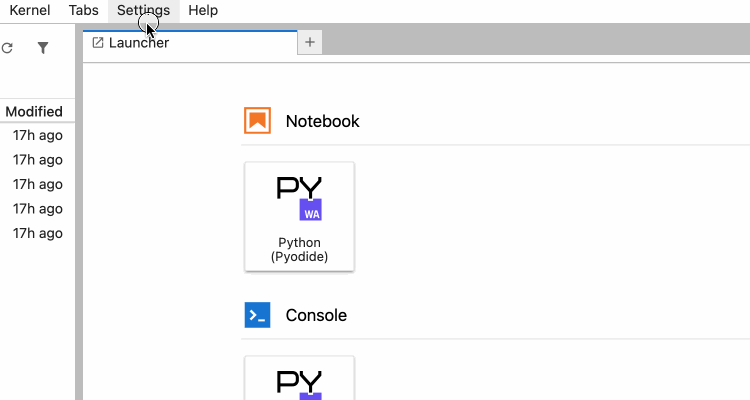 Kernel Tabs Settings Help
Launcher
+
Modified
17h ago
17h ago
17h ago
17h ago
17h ago
Notebook
PY
WA
Python
(Pyodide)
>_ Console
PY